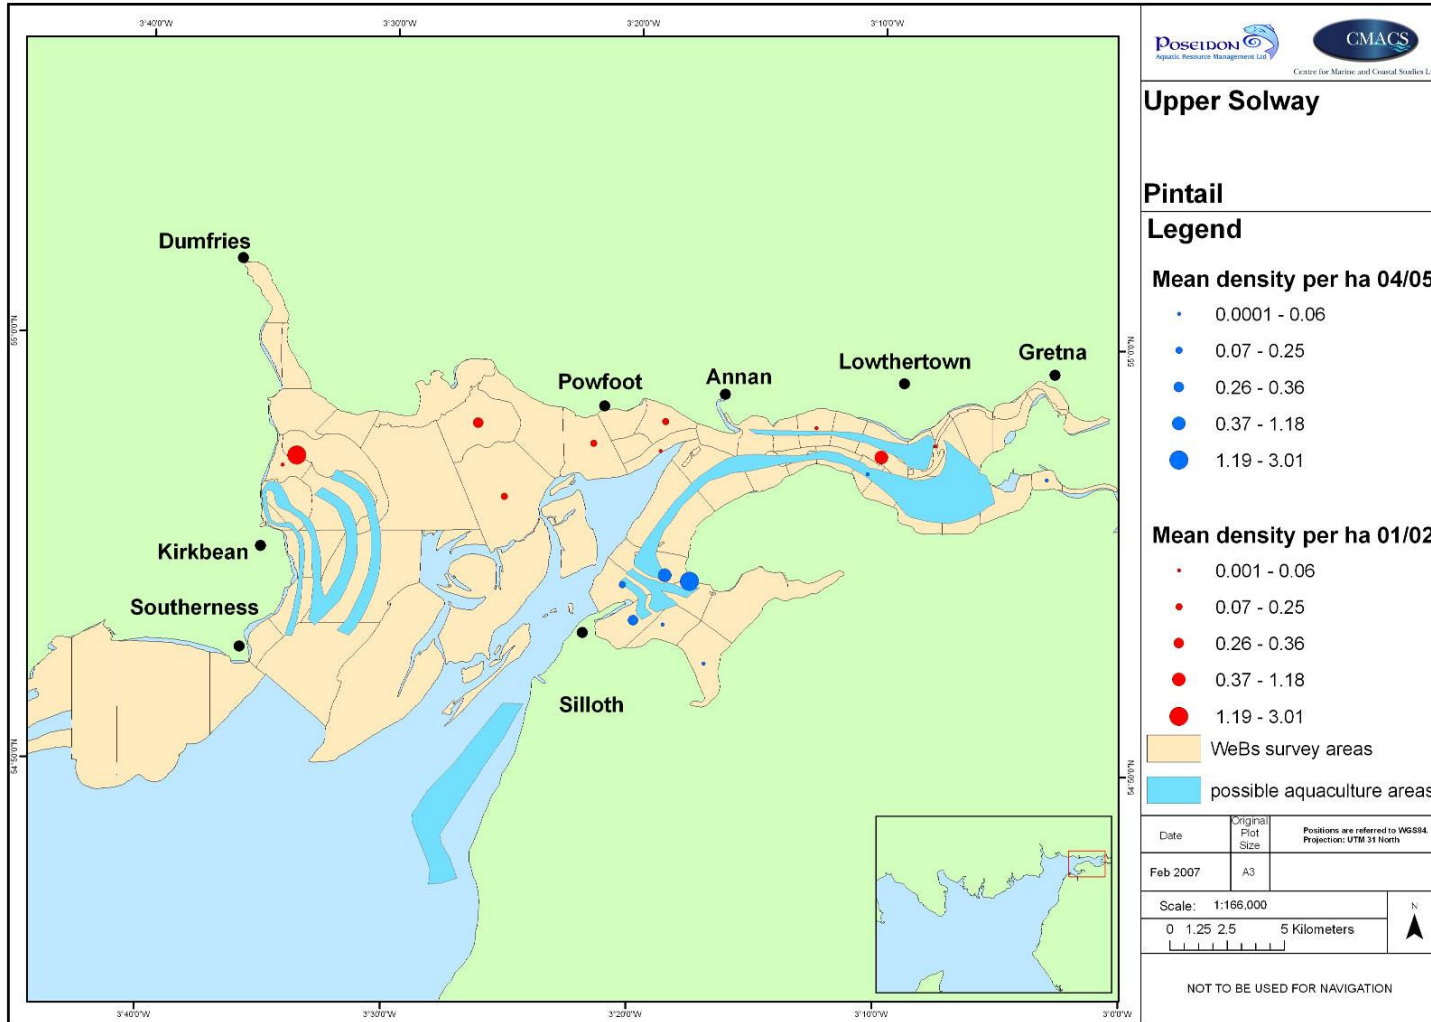 3°40'0"W 3°30'0"W 3°20'0"W 3°10'0"W
POSEIDON
Aquatic Resource Management Ltd
CMACS
Centre for Marine and Coastal Studies L
Upper Solway
Pintail
Legend
Mean density per ha 04/05
0.0001 - 0.06
0.07 - 0.25
0.26 - 0.36
0.37 - 1.18
1.19 - 3.01
Mean density per ha 01/02
0.001 - 0.06
0.07 - 0.25
0.26 - 0.36
0.37 - 1.18
1.19 - 3.01
WeBs survey areas
possible aquaculture areas
Date
Original
Plot
Size
Positions are referred to WGS84.
Projection: UTM 31 North
Feb 2007
A3
Scale: 1:166,000
0 1.25 2.5 5 Kilometers
N
NOT TO BE USED FOR NAVIGATION
Dumfries
Gretna
Lowthertown
Annan
Powfoot
Kirkbean
Southerness
Silloth
55°0'0"N
55°0'0"N
54°50'0"N
54°50'0"N
3°40'0"W 3°30'0"W 3°20'0"W 3°10'0"W 3°0'0"W